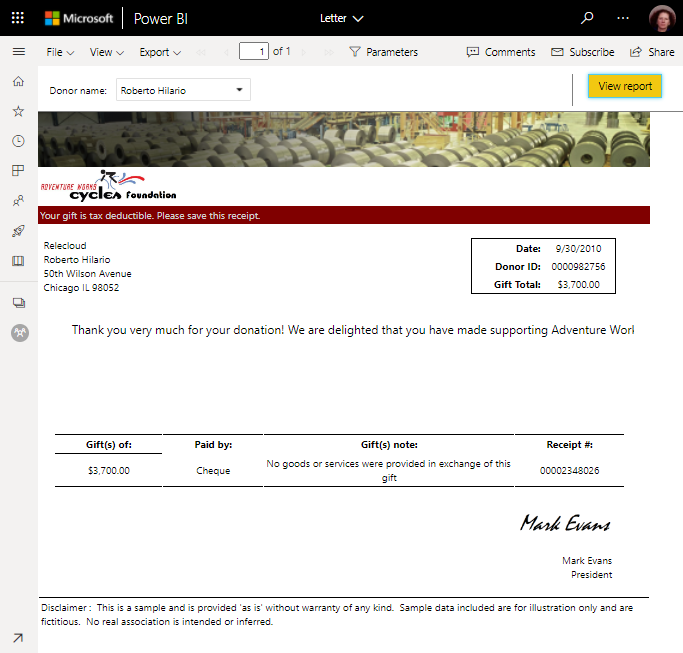 Microsoft Power BI Letter
File View Export 1 of 1 Parameters Comments Subscribe Share
Donor name: Roberto Hilario View report
ADVENTURE WORKS
cycles foundation
Your gift is tax deductible. Please save this receipt.
Relecloud
Roberto Hilario
50th Wilson Avenue
Chicago IL 98052
Date: 9/30/2010
Donor ID: 0000982756
Gift Total: $3,700.00
Thank you very much for your donation! We are delighted that you have made supporting Adventure Worl
Gift(s) of: Paid by: Gift(s) note: Receipt #:
$3,700.00 Cheque No goods or services were provided in exchange of this 00002348026
gift
Mark Evans
Mark Evans
President
Disclaimer : This is a sample and is provided 'as is' without warranty of any kind. Sample data included are for illustration only and are
fictitious. No real association is intended or inferred.